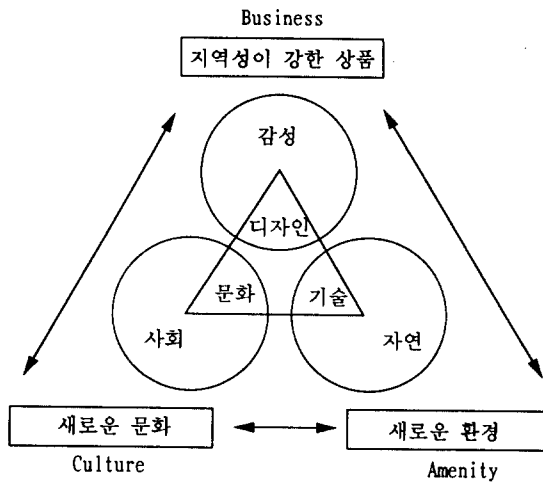 Business
지역성이 강한 상품
감성
디자인
문화
기술
사회
자연
새로운 문화
새로운 환경
Culture
Amenity